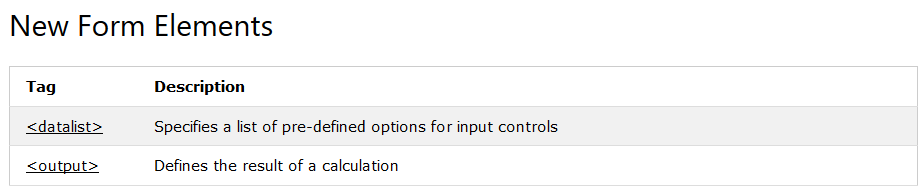 New Form Elements
Tag Description
<datalist> Specifies a list of pre-defined options for input controls
<output> Defines the result of a calculation